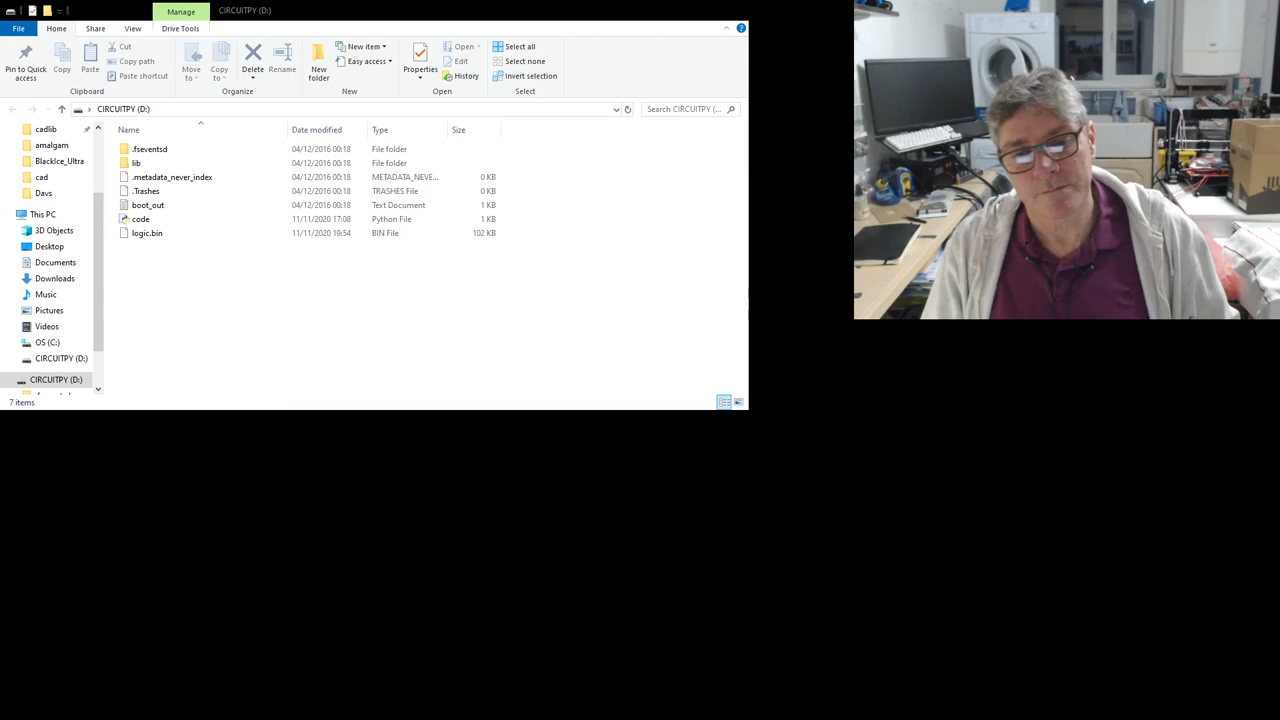 Manage
CIRCUITPY (D:)
File
Home
Share
View
Drive Tools
Pin to Quick access
Copy
Paste
Cut
Copy path
Paste shortcut
Clipboard
Move to
Copy to
Delete
Rename
Organize
New folder
New item
Easy access
New
Properties
Open
Edit
History
Open
Select all
Select none
Invert selection
Select
CIRCUITPY (D:)
Search CIRCUITPY (...
Name Date modified Type Size
.fseventsd 04/12/2016 00:18 File folder
lib 04/12/2016 00:18 File folder
.metadata_never_index 04/12/2016 00:18 METADATA_NEVE... 0 KB
.Trashes 04/12/2016 00:18 TRASHES File 0 KB
boot_out 04/12/2016 00:18 Text Document 1 KB
code 11/11/2020 17:08 Python File 1 KB
logic.bin 11/11/2020 19:54 BIN File 102 KB
cadlib
amalgam
BlackIce_Ultra
cad
Davs
This PC
3D Objects
Desktop
Documents
Downloads
Music
Pictures
Videos
OS (C:)
CIRCUITPY (D:)
CIRCUITPY (D:)
7 items